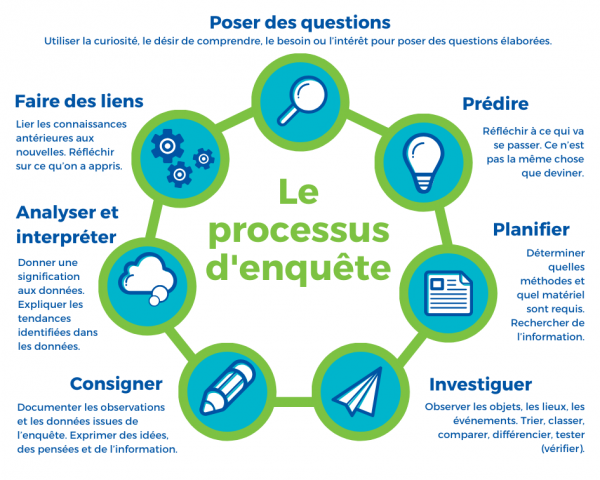 Poser des questions
Utiliser la curiosité, le désir de comprendre, le besoin ou l'intérêt pour poser des questions élaborées.
Prédire
Réfléchir à ce qui va
se passer. Ce n'est
pas la même chose
que deviner.
Planifier
Déterminer
quelles
méthodes et
quel matériel
sont requis.
Rechercher de
l'information.
Investiguer
Observer les objets, les lieux, les
événements. Trier, classer,
comparer, différencier, tester
(vérifier).
Consigner
Documenter les observations
et les données issues de
l'enquête. Exprimer des idées,
des pensées et de l'information.
Analyser et
interpréter
Donner une
signification
aux données.
Expliquer les
tendances
identifiées dans
les données.
Faire des liens
Lier les connaissances
antérieures aux
nouvelles. Réfléchir
sur ce qu'on a appris.
Le
processus
d'enquête